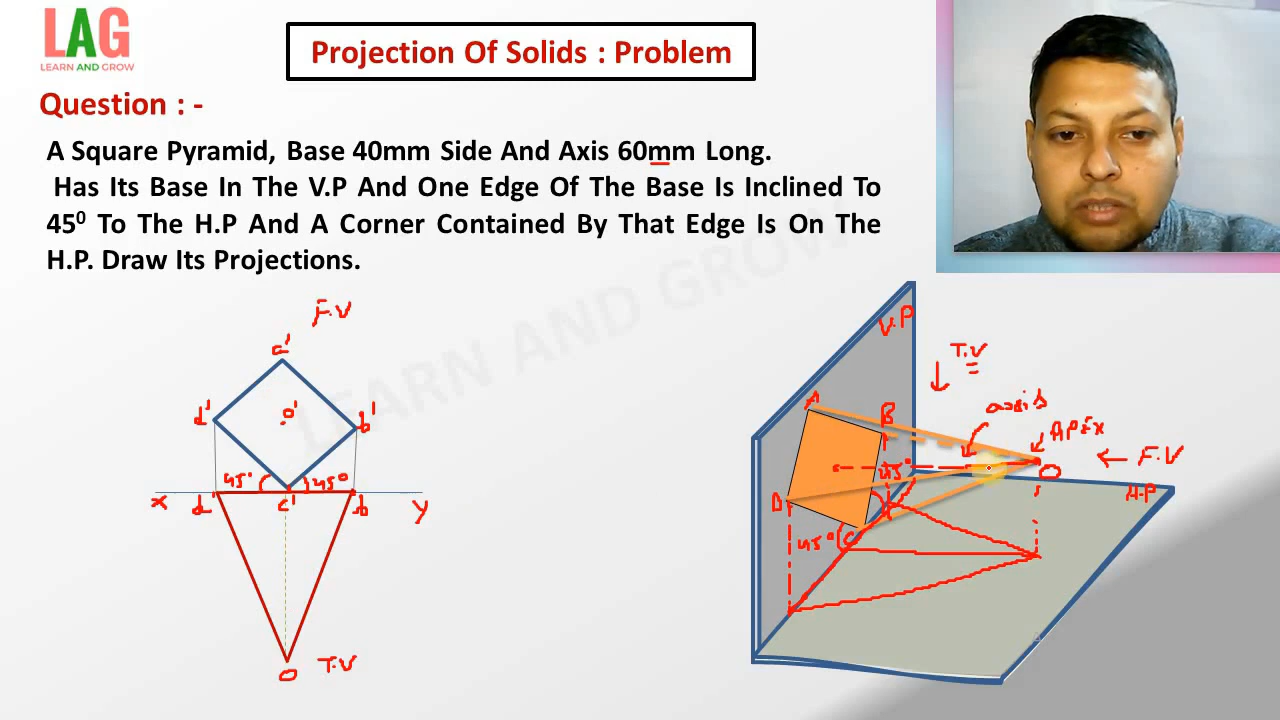 LAG
LEARN AND GROW
Projection Of Solids : Problem
Question : -
A Square Pyramid, Base 40mm Side And Axis 60mm Long.
Has Its Base In The V.P And One Edge Of The Base Is Inclined To
45⁰ To The H.P And A Corner Contained By That Edge Is On The
H.P. Draw Its Projections.
LEARN AND GROW
F.V
a'
d'
o'
b'
45°
45°
x
d'
c'
b
y
o
T.V
V.P
T.V
axis
A
B
APEX
F.V
45°
O
D
H.P
45°
C